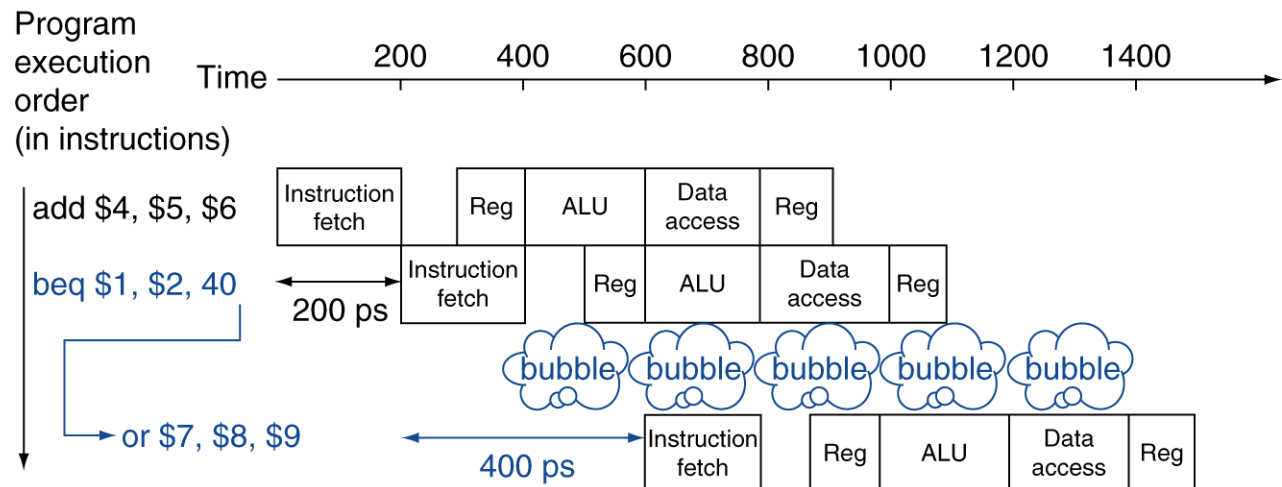 Program
execution
order
(in instructions)
Time
200 400 600 800 1000 1200 1400
add $4, $5, $6
Instruction
fetch
Reg
ALU
Data
access
Reg
beq $1, $2, 40
200 ps
Instruction
fetch
Reg
ALU
Data
access
Reg
bubble bubble bubble bubble bubble
or $7, $8, $9
400 ps
Instruction
fetch
Reg
ALU
Data
access
Reg